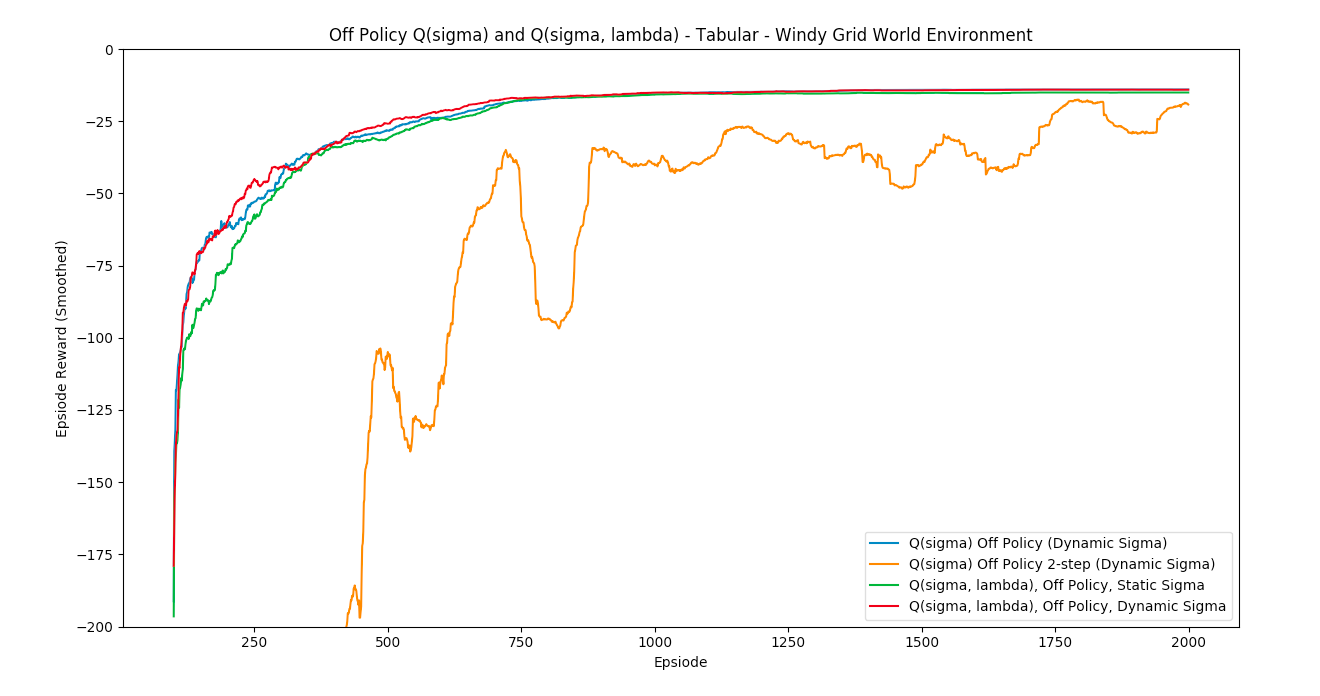 Off Policy Q(sigma) and Q(sigma, lambda) - Tabular - Windy Grid World Environment
Epsiode Reward (Smoothed)
0
−25
−50
−75
−100
−125
−150
−175
−200
Q(sigma) Off Policy (Dynamic Sigma)
Q(sigma) Off Policy 2-step (Dynamic Sigma)
Q(sigma, lambda), Off Policy, Static Sigma
Q(sigma, lambda), Off Policy, Dynamic Sigma
250 500 750 1000 1250 1500 1750 2000
Epsiode